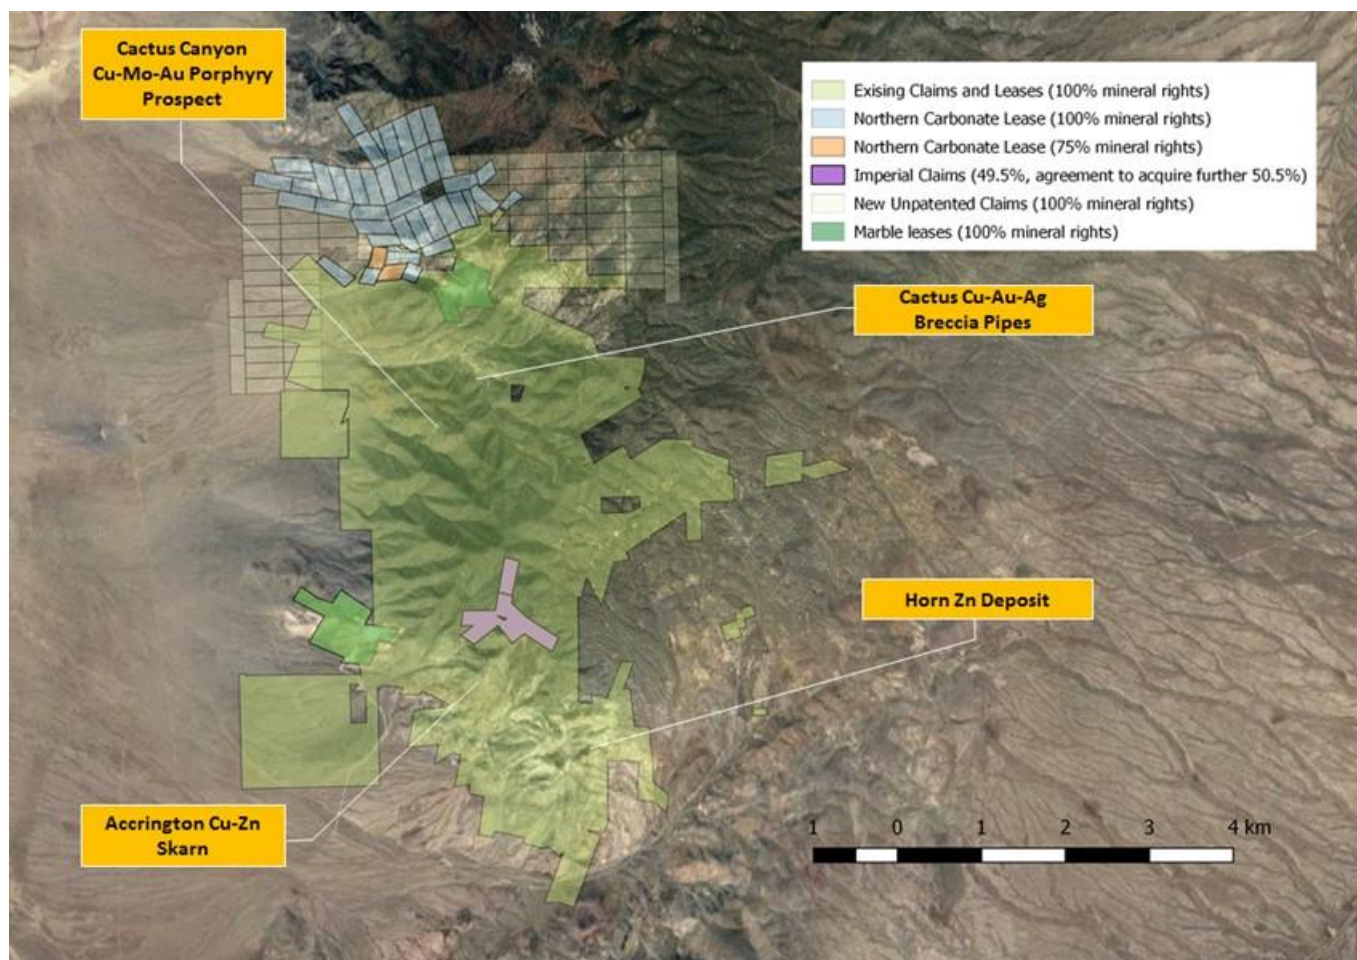 Cactus Canyon
Cu-Mo-Au Porphyry
Prospect
Exising Claims and Leases (100% mineral rights)
Northern Carbonate Lease (100% mineral rights)
Northern Carbonate Lease (75% mineral rights)
Imperial Claims (49.5%, agreement to acquire further 50.5%)
New Unpatented Claims (100% mineral rights)
Marble leases (100% mineral rights)
Cactus Cu-Au-Ag
Breccia Pipes
Horn Zn Deposit
Accrington Cu-Zn
Skarn
1 0 1 2 3 4 km